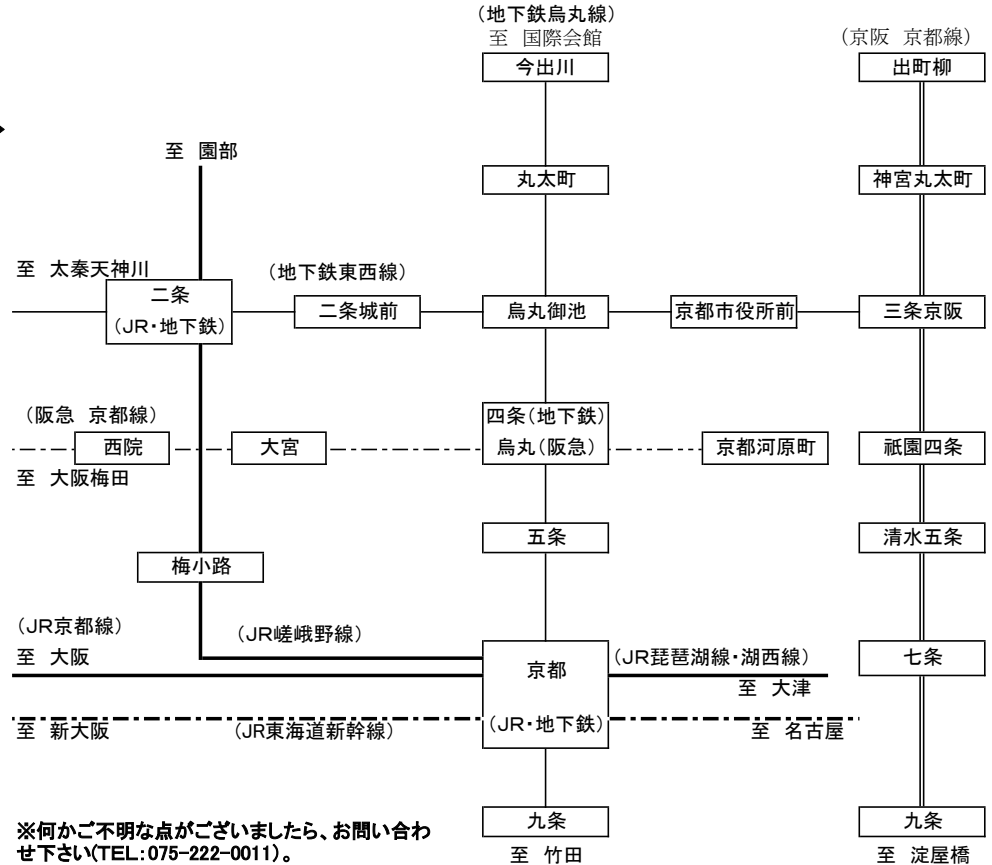 (地下鉄烏丸線)
至 国際会館
(京阪 京都線)
今出川
出町柳
至 園部
丸太町
神宮丸太町
至 太秦天神川
(地下鉄東西線)
二条
(JR・地下鉄)
二条城前
烏丸御池
京都市役所前
三条京阪
(阪急 京都線)
西院
大宮
四条(地下鉄)
烏丸(阪急)
京都河原町
祇園四条
至 大阪梅田
五条
清水五条
梅小路
(JR京都線)
至 大阪
(JR嵯峨野線)
京都
(JR・地下鉄)
(JR琵琶湖線・湖西線)
至 大津
七条
至 新大阪
(JR東海道新幹線)
至 名古屋
九条
九条
至 竹田
至 淀屋橋
※何かご不明な点がございましたら、お問い合わ
せ下さい(TEL:075-222-0011)。